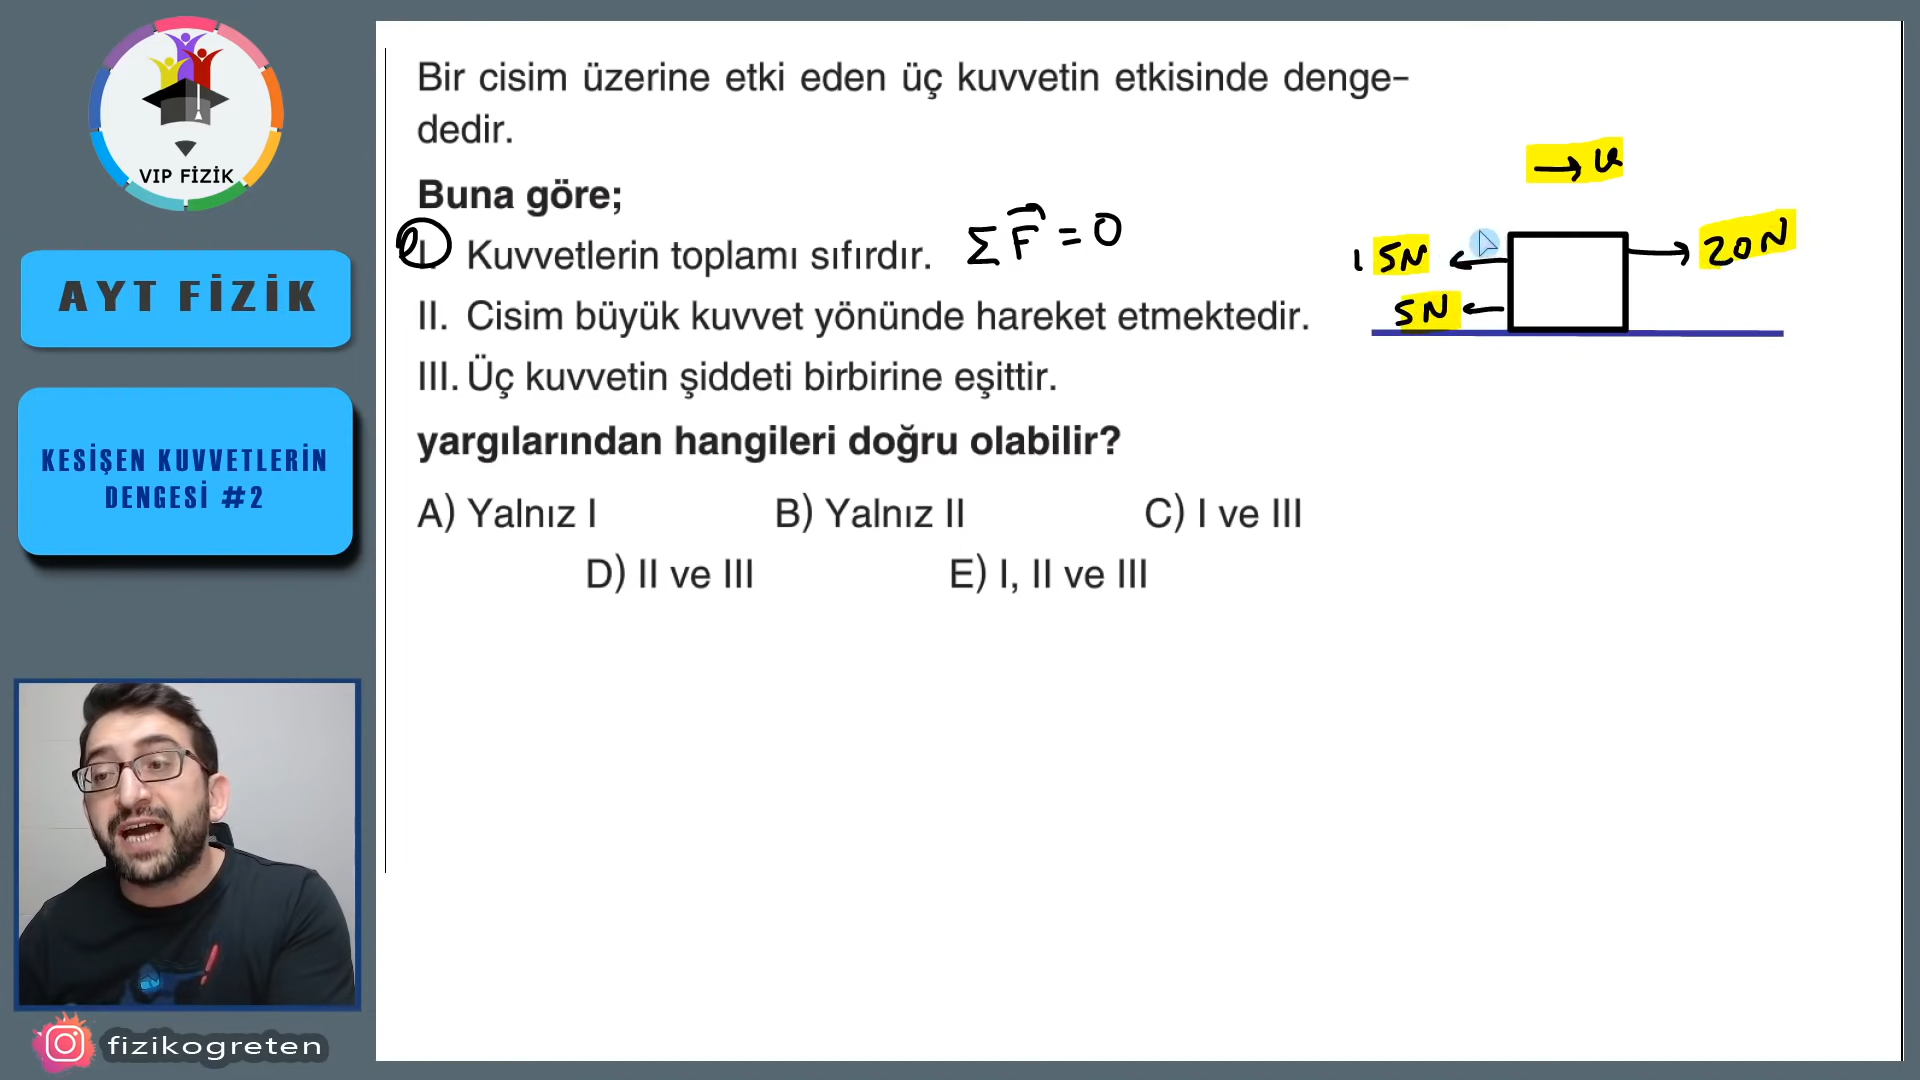 VIP FİZİK
AYT FİZİK
KESİŞEN KUVVETLERİN
DENGESİ #2
fizikogreten
Bir cisim üzerine etki eden üç kuvvetin etkisinde denge-
dedir.
Buna göre;
I. Kuvvetlerin toplamı sıfırdır. ΣF⃗ = 0
II. Cisim büyük kuvvet yönünde hareket etmektedir.
III. Üç kuvvetin şiddeti birbirine eşittir.
yargılarından hangileri doğru olabilir?
A) Yalnız I B) Yalnız II C) I ve III
D) II ve III E) I, II ve III
→ v
15N
20N
5N